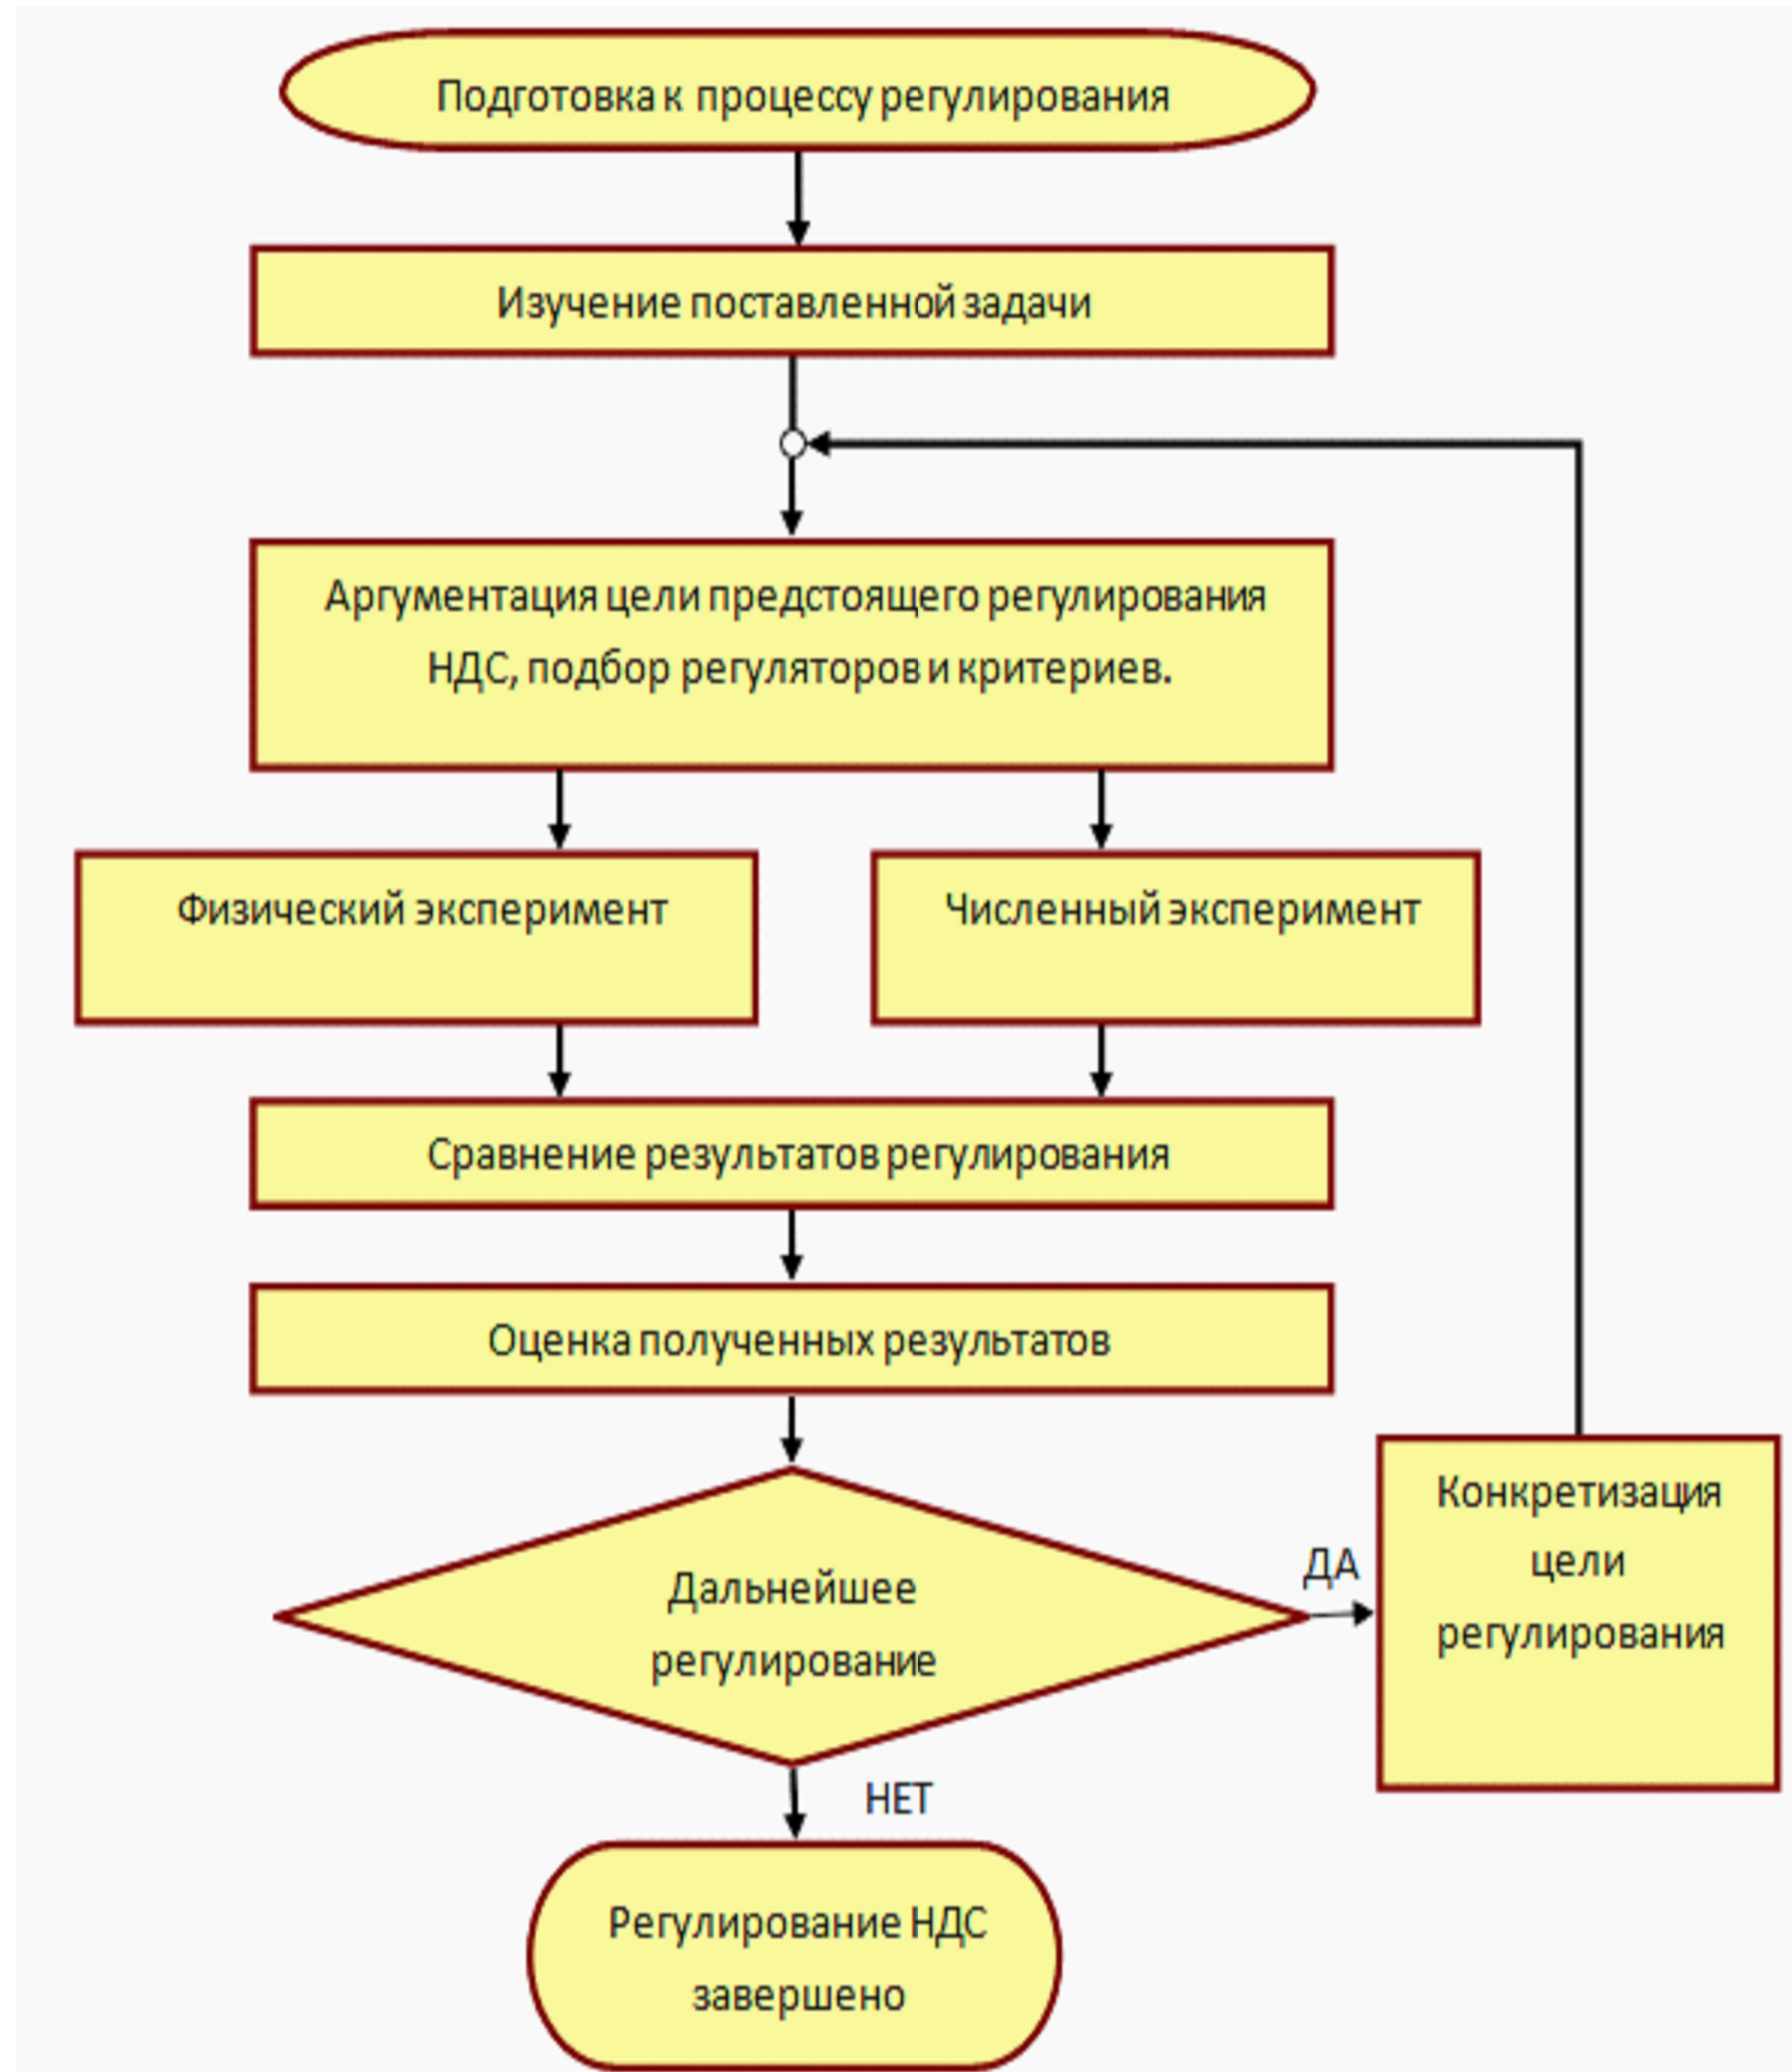 Подготовка к процессу регулирования
Изучение поставленной задачи
Аргументация цели предстоящего регулирования
НДС, подбор регуляторов и критериев.
Физический эксперимент
Численный эксперимент
Сравнение результатов регулирования
Оценка полученных результатов
Дальнейшее
регулирование
ДА
Конкретизация
цели
регулирования
НЕТ
Регулирование НДС
завершено